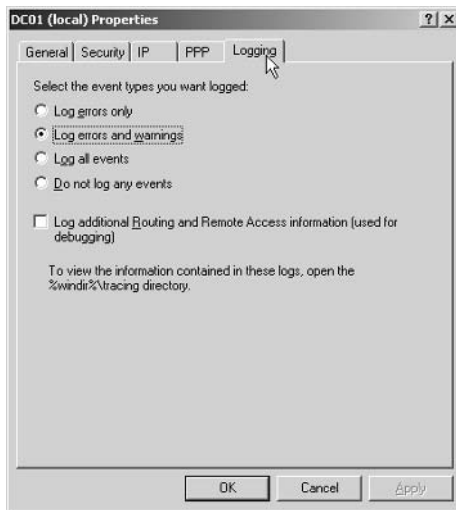 DC01 (local) Properties
General Security IP PPP Logging
Select the event types you want logged:
Log errors only
Log errors and warnings
Log all events
Do not log any events
Log additional Routing and Remote Access information (used for
debugging)
To view the information contained in these logs, open the
%windir%\tracing directory.
OK Cancel Apply